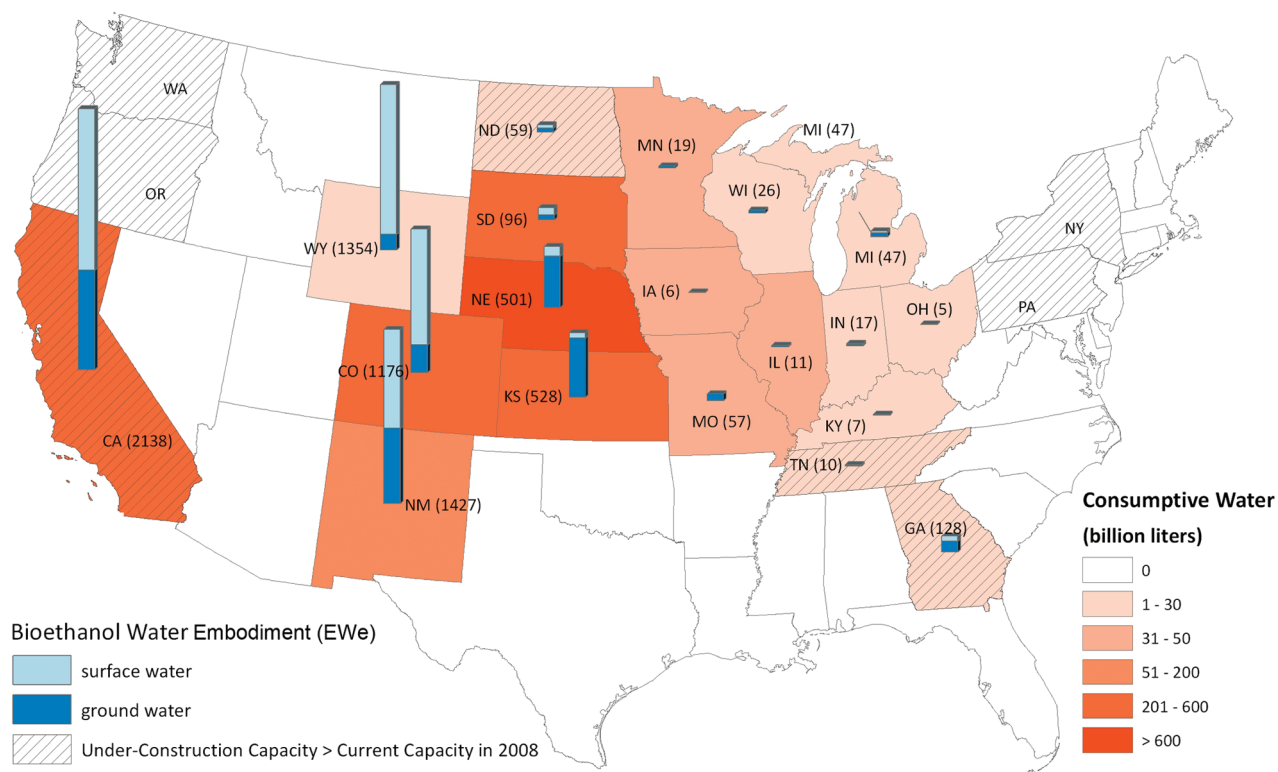 WA
MI (47)
ND (59)
MN (19)
OR
WI (26)
SD (96)
NY
WY (1354)
MI (47)
NE (501)
IA (6)
PA
OH (5)
IN (17)
CO (1176)
IL (11)
KS (528)
MO (57)
KY (7)
CA (2138)
TN (10)
NM (1427)
GA (128)
Consumptive Water
(billion liters)
0
1 - 30
31 - 50
51 - 200
201 - 600
> 600
Bioethanol Water Embodiment (EWe)
surface water
ground water
Under-Construction Capacity > Current Capacity in 2008